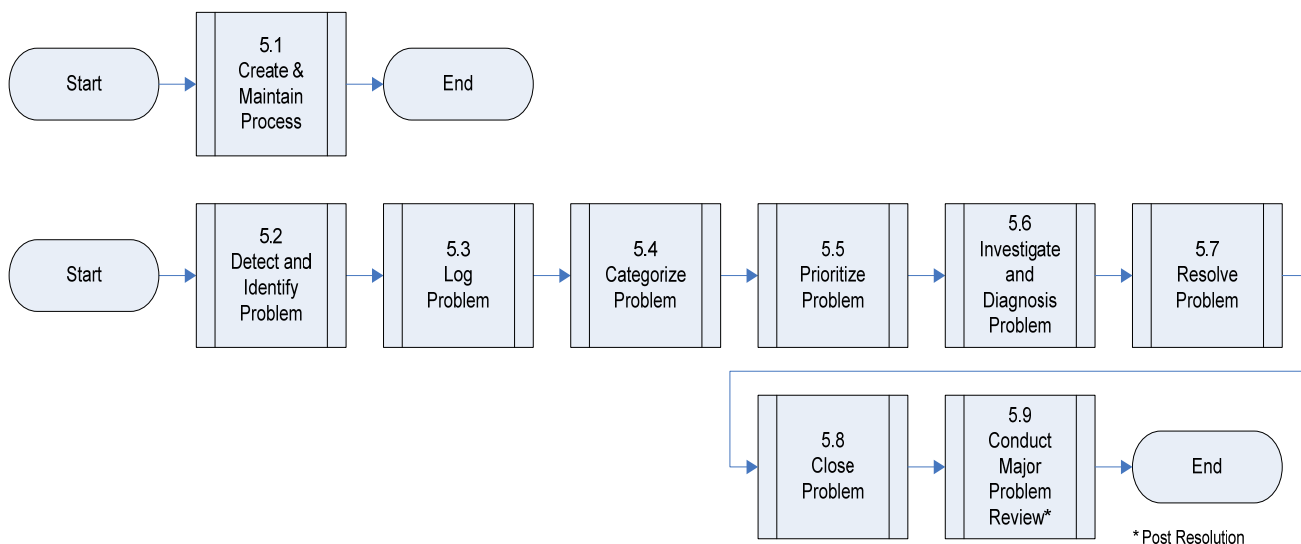 Start
5.1
Create &
Maintain
Process
End
Start
5.2
Detect and
Identify
Problem
5.3
Log
Problem
5.4
Categorize
Problem
5.5
Prioritize
Problem
5.6
Investigate
and
Diagnosis
Problem
5.7
Resolve
Problem
5.8
Close
Problem
5.9
Conduct
Major
Problem
Review*
End
* Post Resolution